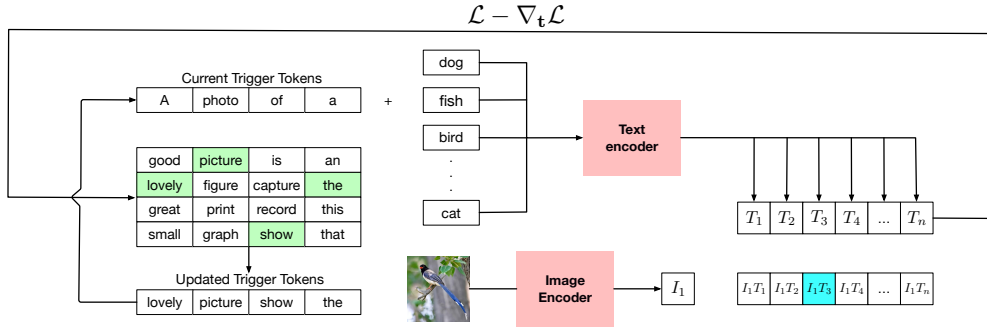 ℒ − ∇ₜℒ
Current Trigger Tokens
A photo of a
+
dog
fish
bird
.
.
.
cat
Text
encoder
good picture is an
lovely figure capture the
great print record this
small graph show that
Updated Trigger Tokens
lovely picture show the
T₁ T₂ T₃ T₄ ... Tₙ
Image
Encoder
I₁
I₁T₁ I₁T₂ I₁T₃ I₁T₄ ... I₁Tₙ